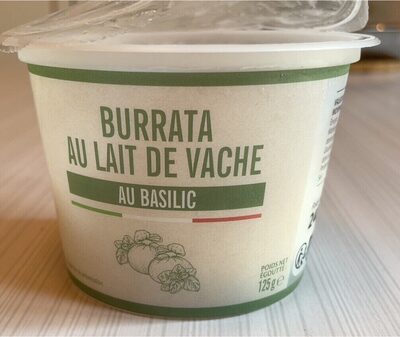 BURRATA
AU LAIT DE VACHE
AU BASILIC
POIDS NET
ÉGOUTTÉ
125g℮